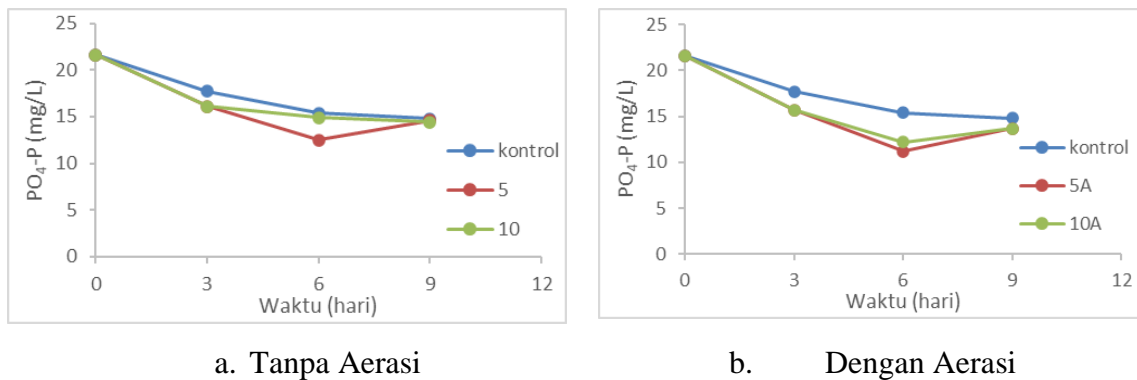 25
20
15
10
5
0
PO₄-P (mg/L)
kontrol
5
10
0 3 6 9 12
Waktu (hari)
a. Tanpa Aerasi
25
20
15
10
5
0
PO₄-P (mg/L)
kontrol
5A
10A
0 3 6 9 12
Waktu (hari)
b. Dengan Aerasi